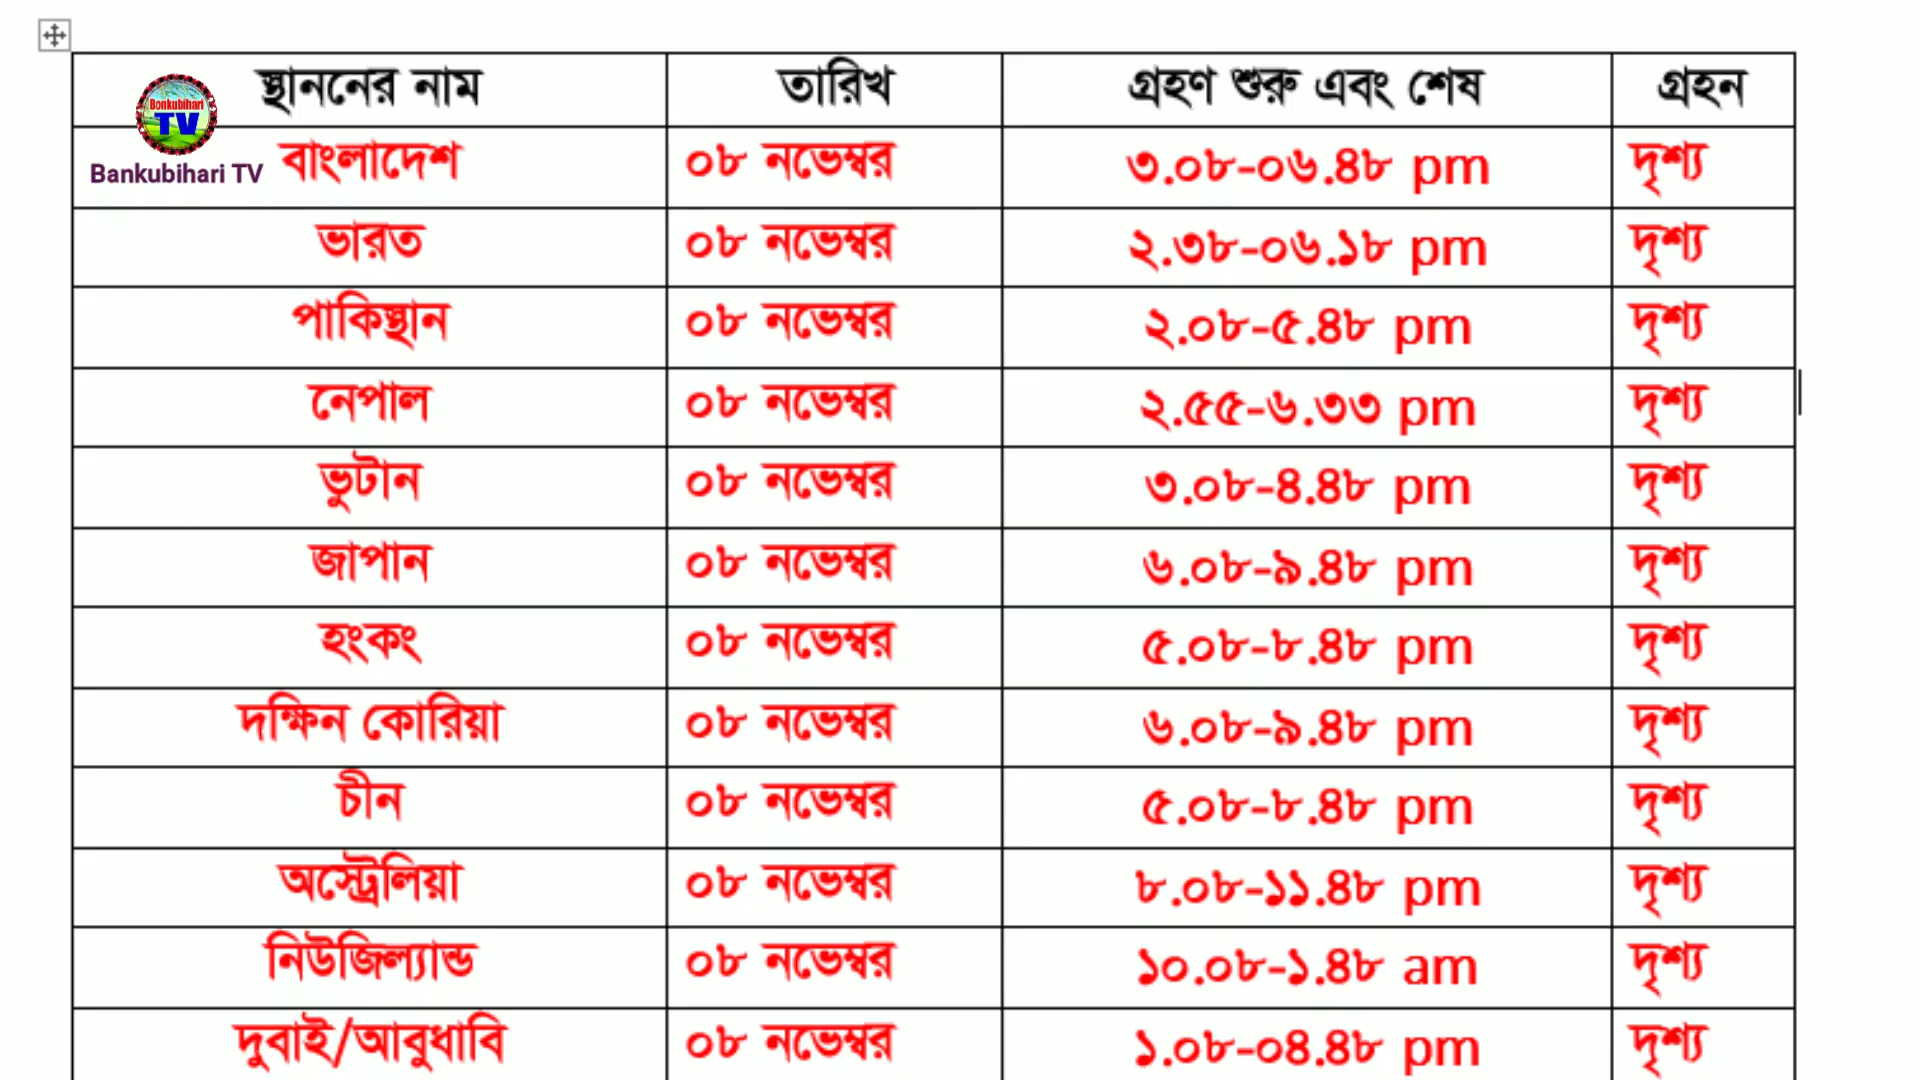 স্থাননের নাম তারিখ গ্রহণ শুরু এবং শেষ গ্রহন
Bonkubihari
TV
Bankubihari TV
বাংলাদেশ ০৮ নভেম্বর ৩.০৮-০৬.৪৮ pm দৃশ্য
ভারত ০৮ নভেম্বর ২.৩৮-০৬.১৮ pm দৃশ্য
পাকিস্থান ০৮ নভেম্বর ২.০৮-৫.৪৮ pm দৃশ্য
নেপাল ০৮ নভেম্বর ২.৫৫-৬.৩৩ pm দৃশ্য
ভুটান ০৮ নভেম্বর ৩.০৮-৪.৪৮ pm দৃশ্য
জাপান ০৮ নভেম্বর ৬.০৮-৯.৪৮ pm দৃশ্য
হংকং ০৮ নভেম্বর ৫.০৮-৮.৪৮ pm দৃশ্য
দক্ষিন কোরিয়া ০৮ নভেম্বর ৬.০৮-৯.৪৮ pm দৃশ্য
চীন ০৮ নভেম্বর ৫.০৮-৮.৪৮ pm দৃশ্য
অস্ট্রেলিয়া ০৮ নভেম্বর ৮.০৮-১১.৪৮ pm দৃশ্য
নিউজিল্যান্ড ০৮ নভেম্বর ১০.০৮-১.৪৮ am দৃশ্য
দুবাই/আবুধাবি ০৮ নভেম্বর ১.০৮-০৪.৪৮ pm দৃশ্য